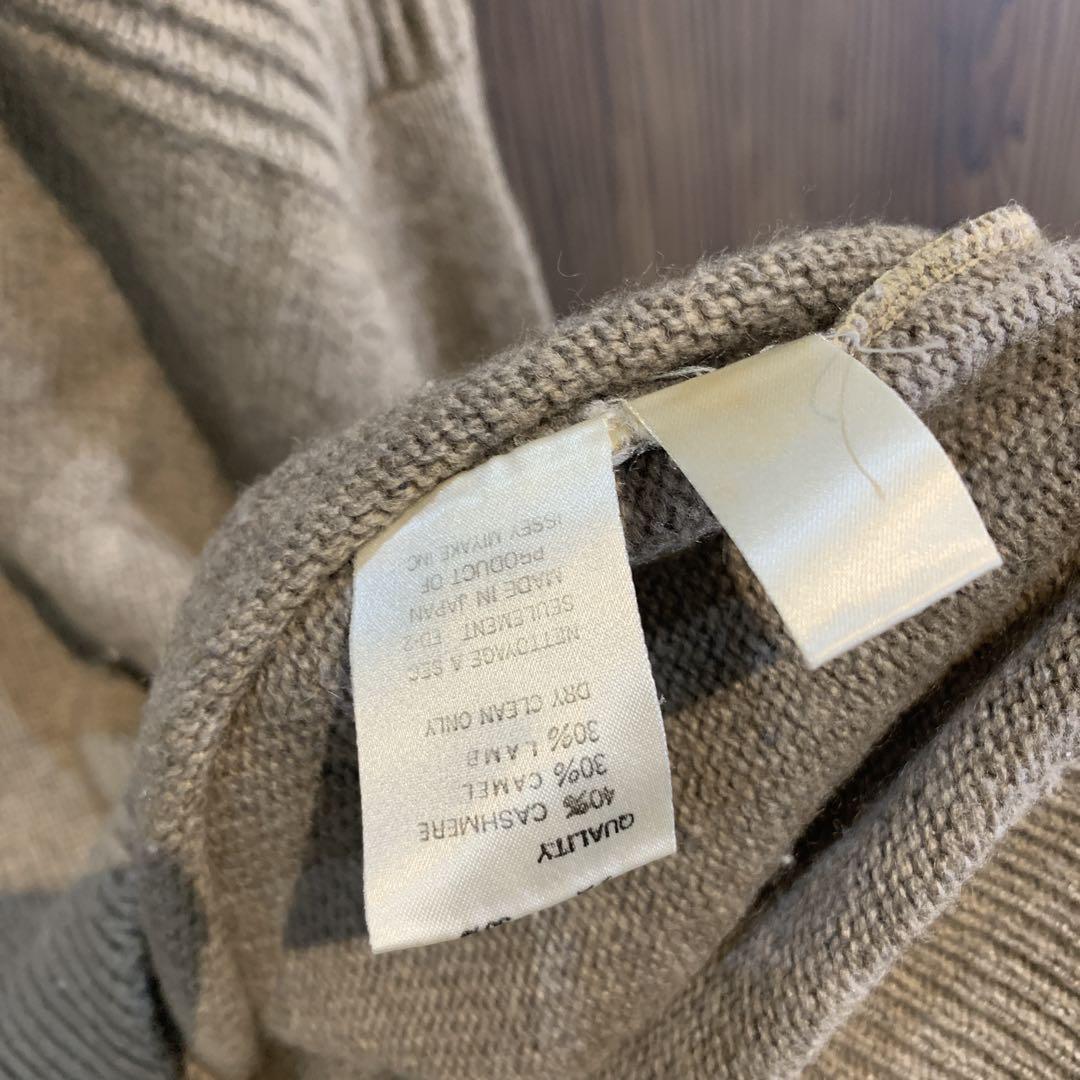 QUALITY
40% CASHMERE
30% CAMEL
30% LAMB
DRY CLEAN ONLY
NETTOYAGE A SEC
SEULEMENT ED-2
MADE IN JAPAN
PRODUCT OF
ISSEY MIYAKE INC